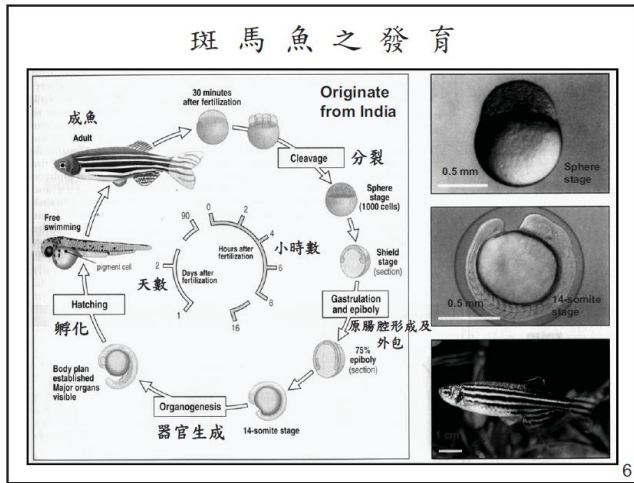 斑馬魚之發育
30 minutes
after fertilization
Originate
from India
成魚
Adult
Cleavage
分裂
Sphere
stage
(1000 cells)
Shield
stage
(section)
Gastrulation
and epiboly
原腸腔形成及
外包
75%
epiboly
(section)
14-somite stage
Organogenesis
器官生成
Body plan
established
Major organs
visible
Hatching
孵化
Free
swimming
pigment cell
90
0
2
4
6
8
16
Hours after
fertilization
小時數
2
1
Days after
fertilization
天數
0.5 mm
Sphere
stage
0.5 mm
14-somite
stage
1 cm
6